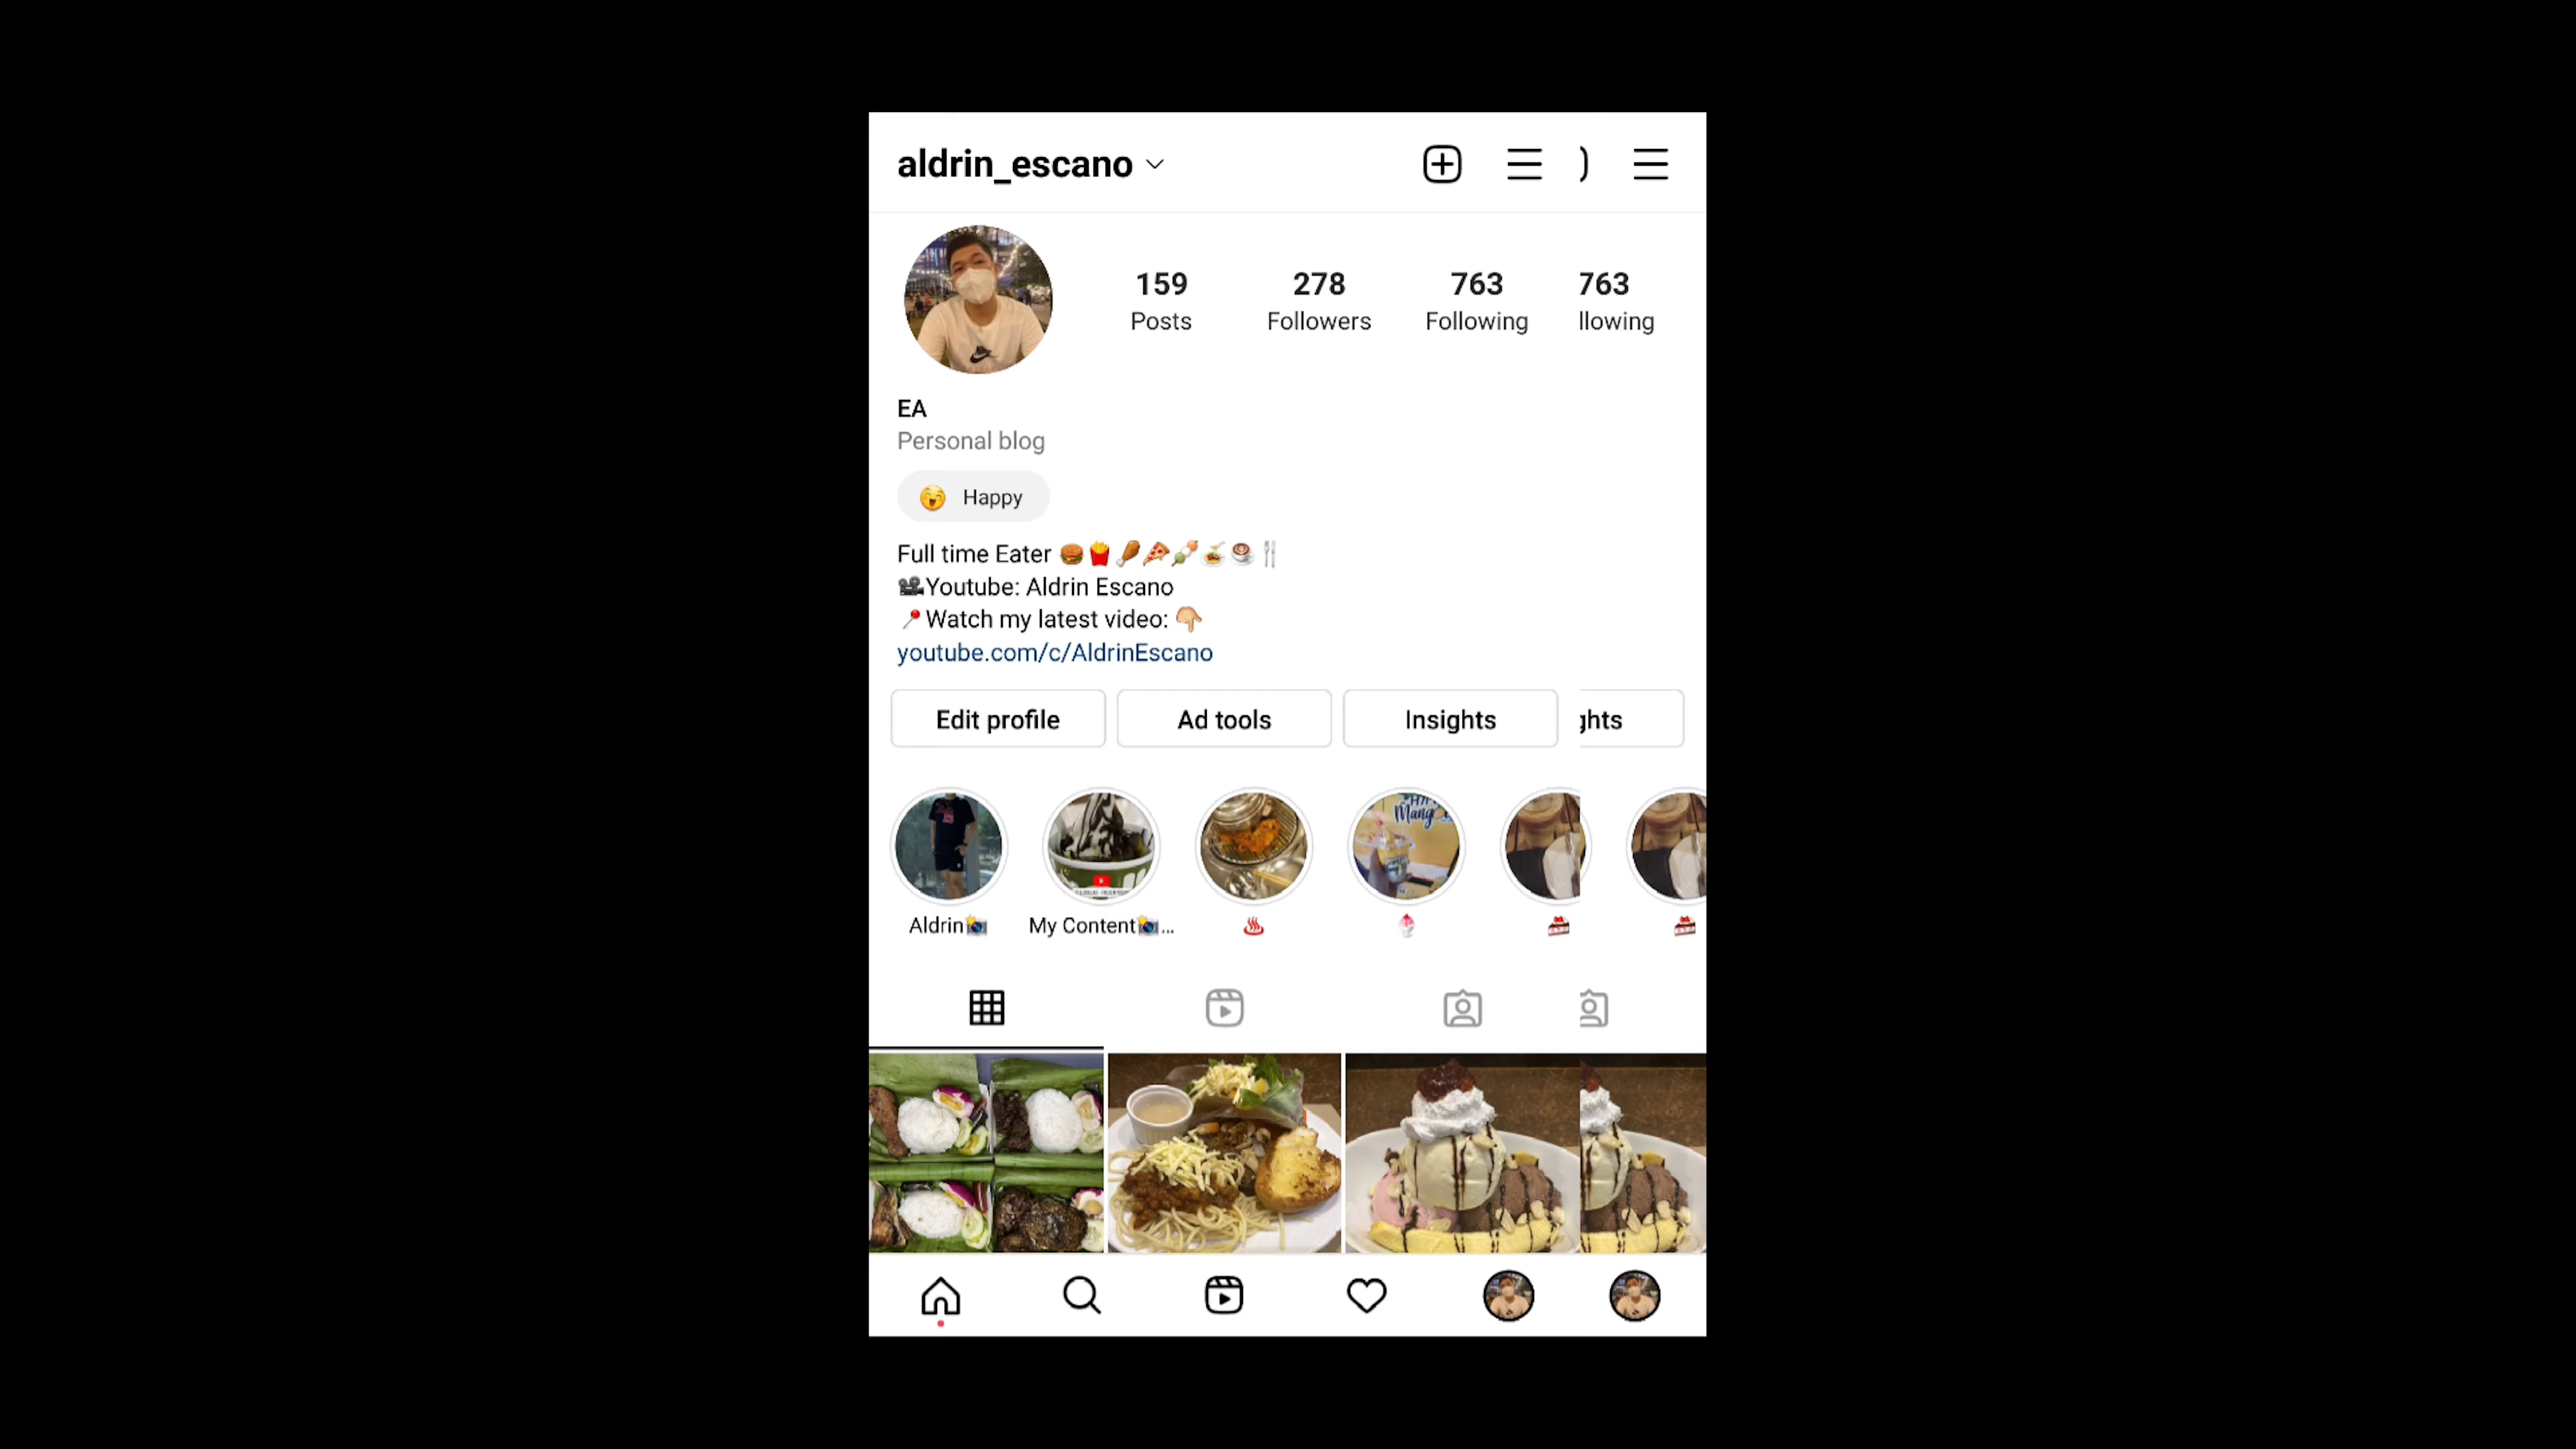 aldrin_escano
159 278 763 763
Posts Followers Following llowing
EA
Personal blog
Happy
Full time Eater 🍔🍟🍗🍕🍡🍝☕🍴
🎥Youtube: Aldrin Escano
📍Watch my latest video: 👇🏼
youtube.com/c/AldrinEscano
Edit profile Ad tools Insights ghts
Mang
Aldrin📸 My Content📸...